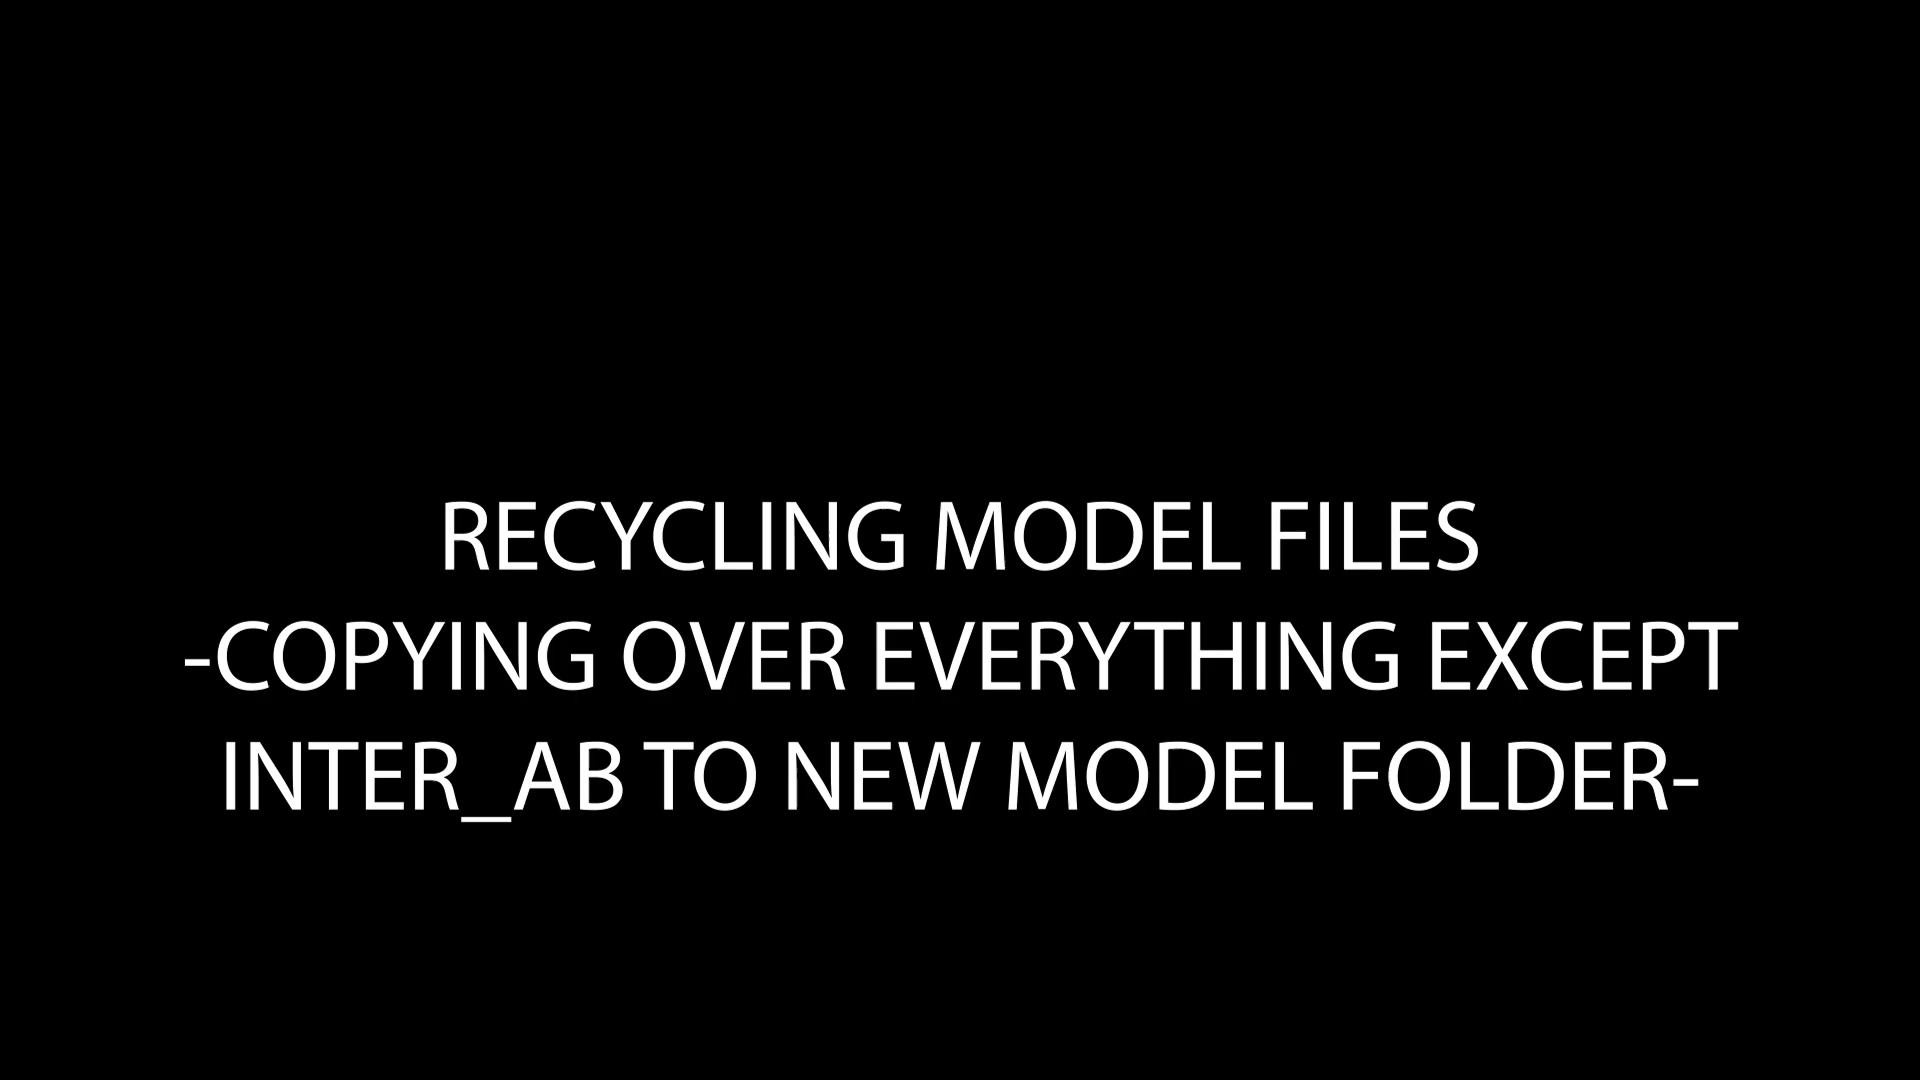 RECYCLING MODEL FILES
-COPYING OVER EVERYTHING EXCEPT
INTER_AB TO NEW MODEL FOLDER-